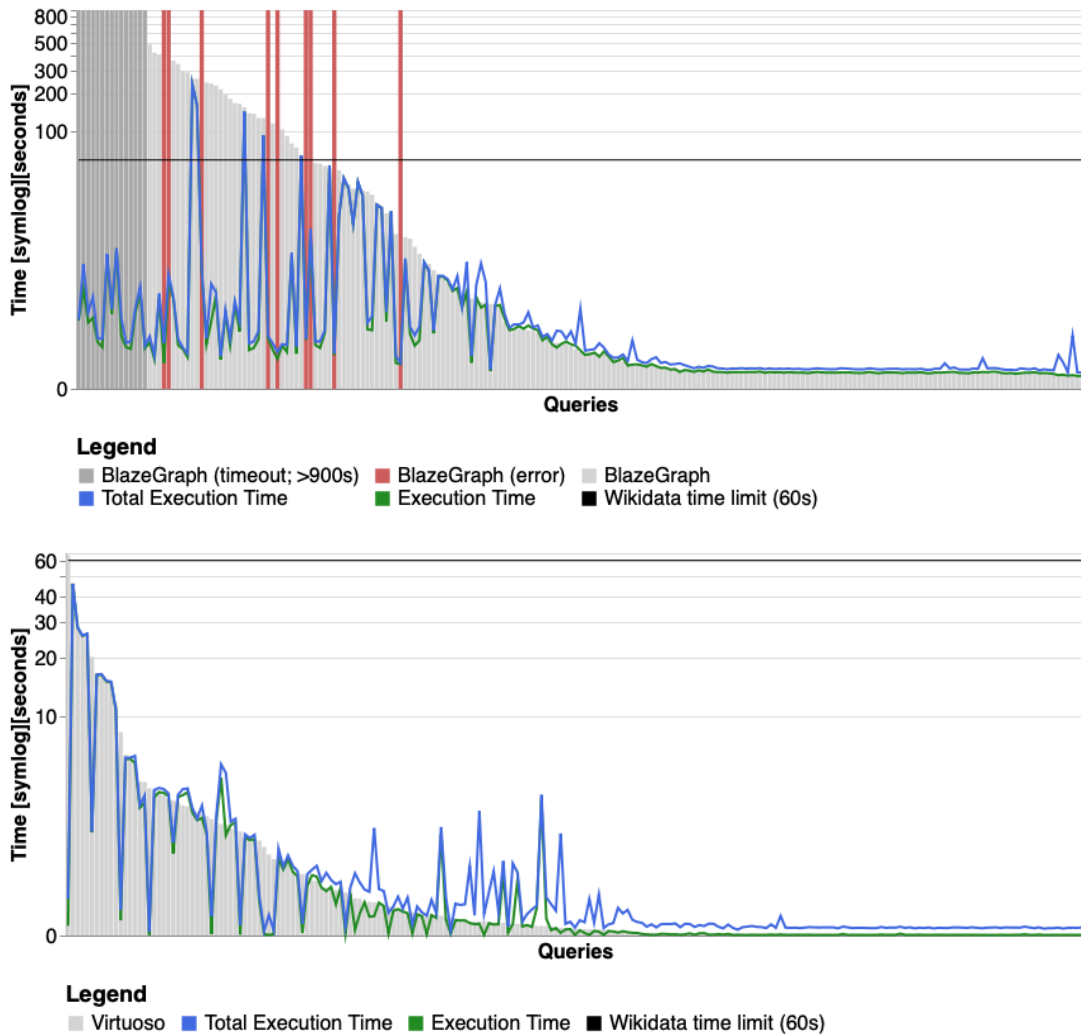 800
500
300
200
100
0
Time [symlog][seconds]
Queries
Legend
BlazeGraph (timeout; >900s) BlazeGraph (error) BlazeGraph
Total Execution Time Execution Time Wikidata time limit (60s)
60
40
30
20
10
0
Time [symlog][seconds]
Queries
Legend
Virtuoso Total Execution Time Execution Time Wikidata time limit (60s)